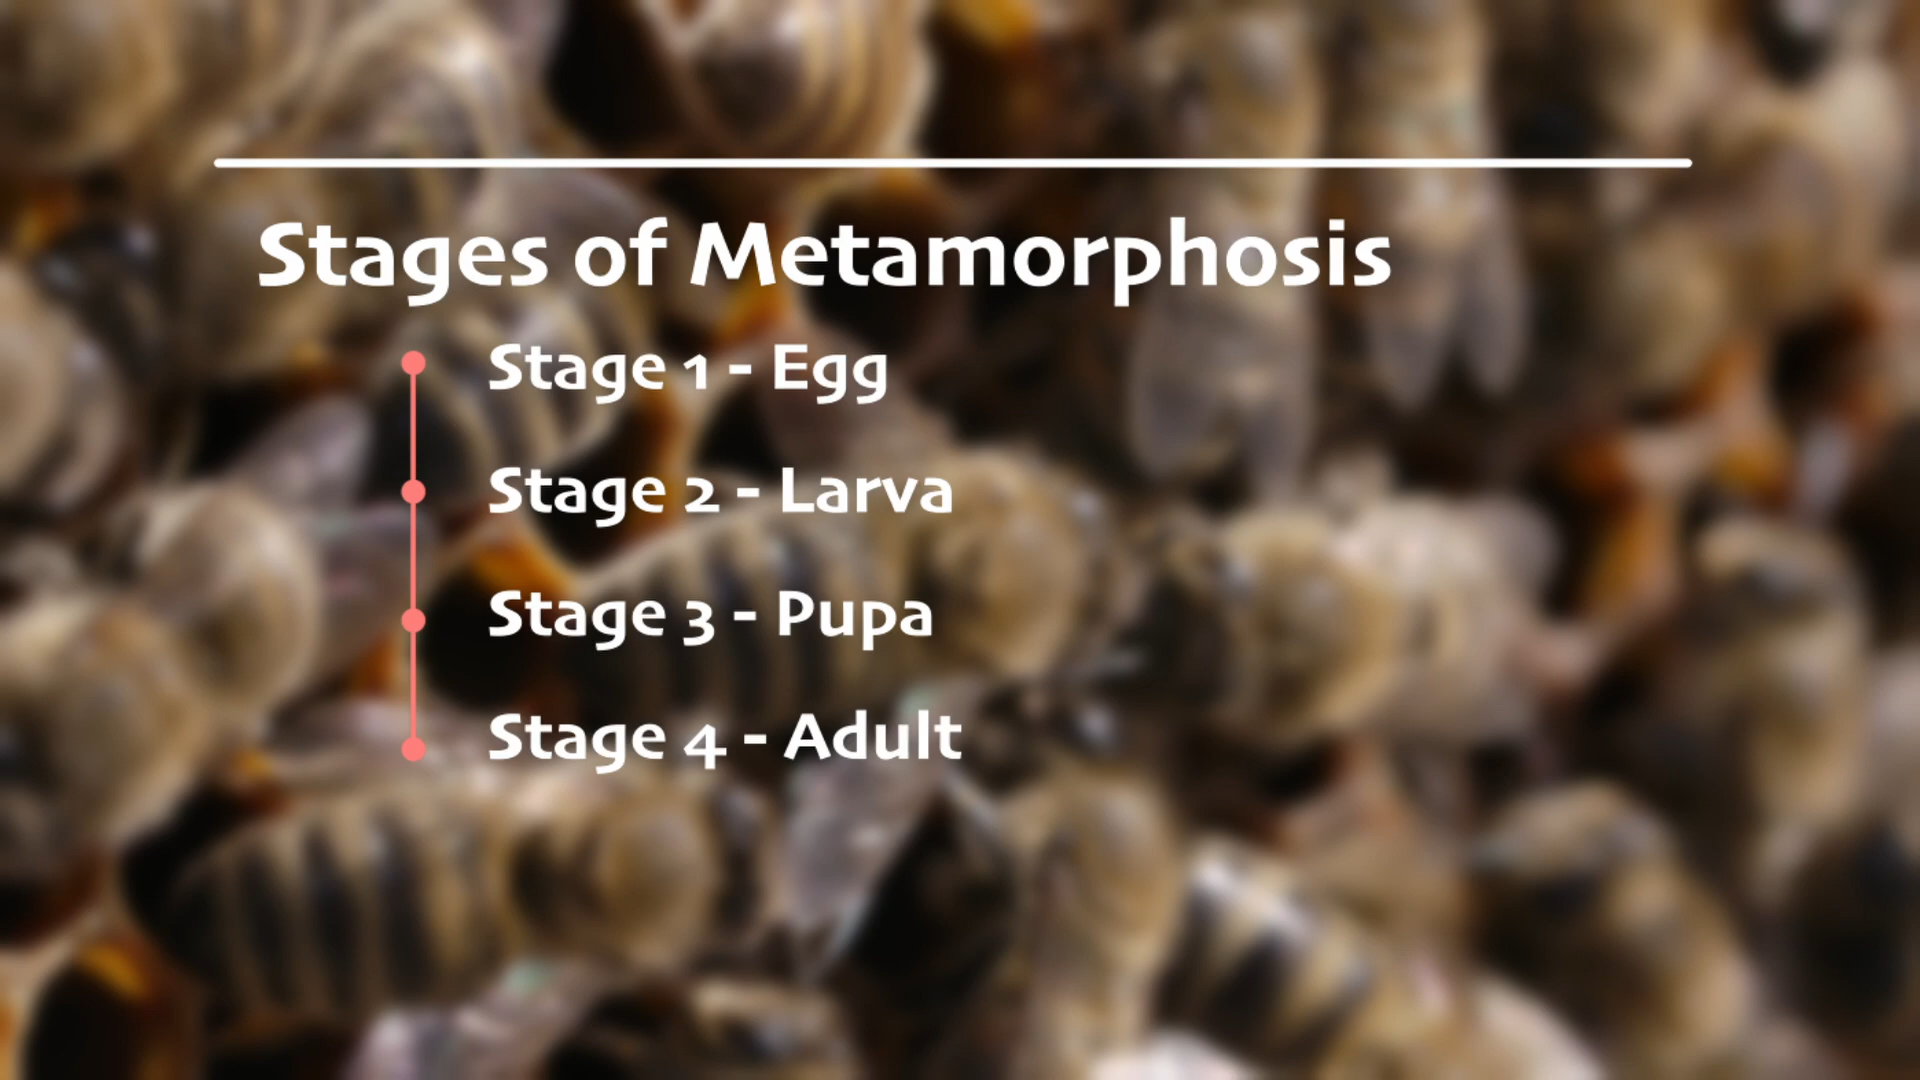 Stages of Metamorphosis
Stage 1 - Egg
Stage 2 - Larva
Stage 3 - Pupa
Stage 4 - Adult